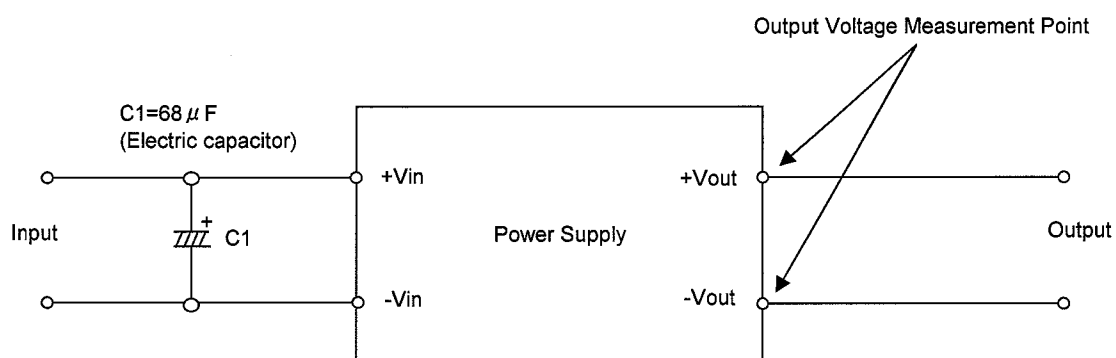 Output Voltage Measurement Point
C1=68μF
(Electric capacitor)
+Vin
+Vout
Input
+
C1
Power Supply
Output
-Vin
-Vout